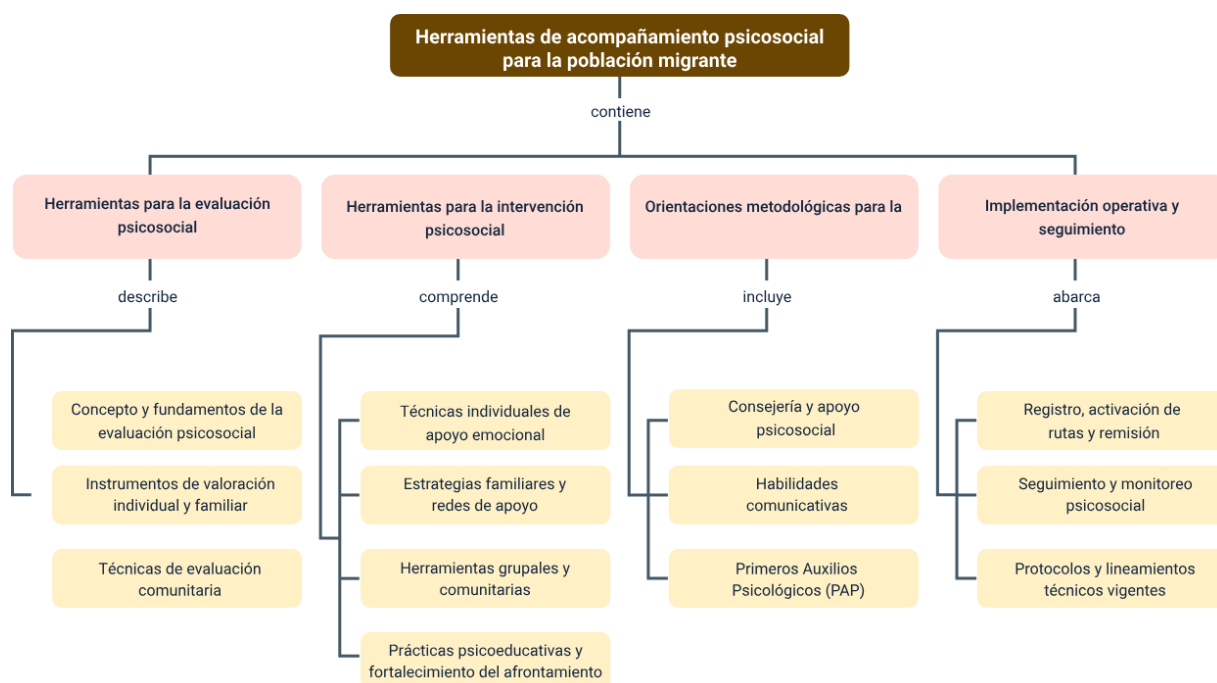 Herramientas de acompañamiento psicosocial
para la población migrante
contiene
Herramientas para la evaluación
psicosocial
Herramientas para la intervención
psicosocial
Orientaciones metodológicas para la
Implementación operativa y
seguimiento
describe
comprende
incluye
abarca
Concepto y fundamentos de la
evaluación psicosocial
Instrumentos de valoración
individual y familiar
Técnicas de evaluación
comunitaria
Técnicas individuales de
apoyo emocional
Estrategias familiares y
redes de apoyo
Herramientas grupales y
comunitarias
Prácticas psicoeducativas y
fortalecimiento del afrontamiento
Consejería y apoyo
psicosocial
Habilidades
comunicativas
Primeros Auxilios
Psicológicos (PAP)
Registro, activación de
rutas y remisión
Seguimiento y monitoreo
psicosocial
Protocolos y lineamientos
técnicos vigentes